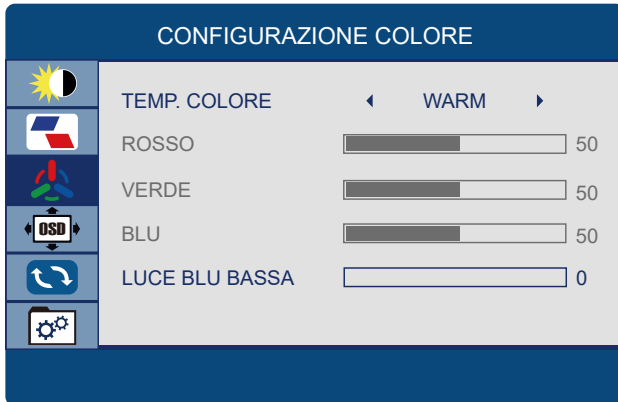 CONFIGURAZIONE COLORE
TEMP. COLORE WARM
ROSSO 50
VERDE 50
BLU 50
OSD
LUCE BLU BASSA 0